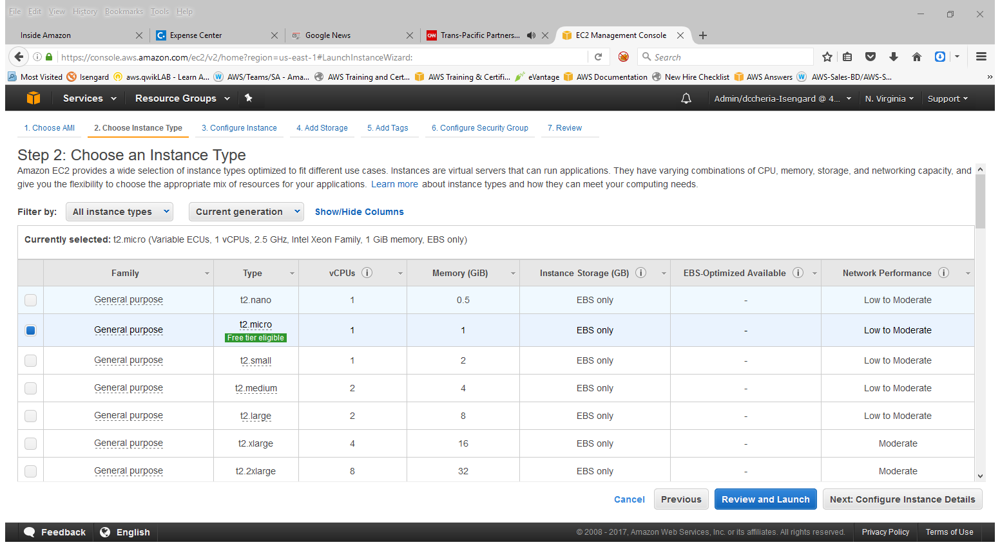 File Edit View History Bookmarks Tools Help
Inside Amazon
Expense Center
Google News
CNN Trans-Pacific Partners...
EC2 Management Console
https://console.aws.amazon.com/ec2/v2/home?region=us-east-1#LaunchInstanceWizard:
Search
Most Visited Isengard aws.qwikLAB - Learn A... AWS/Teams/SA - Ama... AWS Training and Cert... AWS Training & Certifi... eVantage AWS Documentation New Hire Checklist AWS Answers AWS-Sales-BD/AWS-S...
Services Resource Groups Admin/dccheria-Isengard @ 4... N. Virginia Support
1. Choose AMI 2. Choose Instance Type 3. Configure Instance 4. Add Storage 5. Add Tags 6. Configure Security Group 7. Review
Step 2: Choose an Instance Type
Amazon EC2 provides a wide selection of instance types optimized to fit different use cases. Instances are virtual servers that can run applications. They have varying combinations of CPU, memory, storage, and networking capacity, and
give you the flexibility to choose the appropriate mix of resources for your applications. Learn more about instance types and how they can meet your computing needs.
Filter by: All instance types Current generation Show/Hide Columns
Currently selected: t2.micro (Variable ECUs, 1 vCPUs, 2.5 GHz, Intel Xeon Family, 1 GiB memory, EBS only)
Family Type vCPUs Memory (GiB) Instance Storage (GB) EBS-Optimized Available Network Performance
General purpose t2.nano 1 0.5 EBS only - Low to Moderate
General purpose t2.micro 1 1 EBS only - Low to Moderate
Free tier eligible
General purpose t2.small 1 2 EBS only - Low to Moderate
General purpose t2.medium 2 4 EBS only - Low to Moderate
General purpose t2.large 2 8 EBS only - Low to Moderate
General purpose t2.xlarge 4 16 EBS only - Moderate
General purpose t2.2xlarge 8 32 EBS only - Moderate
Cancel Previous Review and Launch Next: Configure Instance Details
Feedback English © 2008 - 2017, Amazon Web Services, Inc. or its affiliates. All rights reserved. Privacy Policy Terms of Use